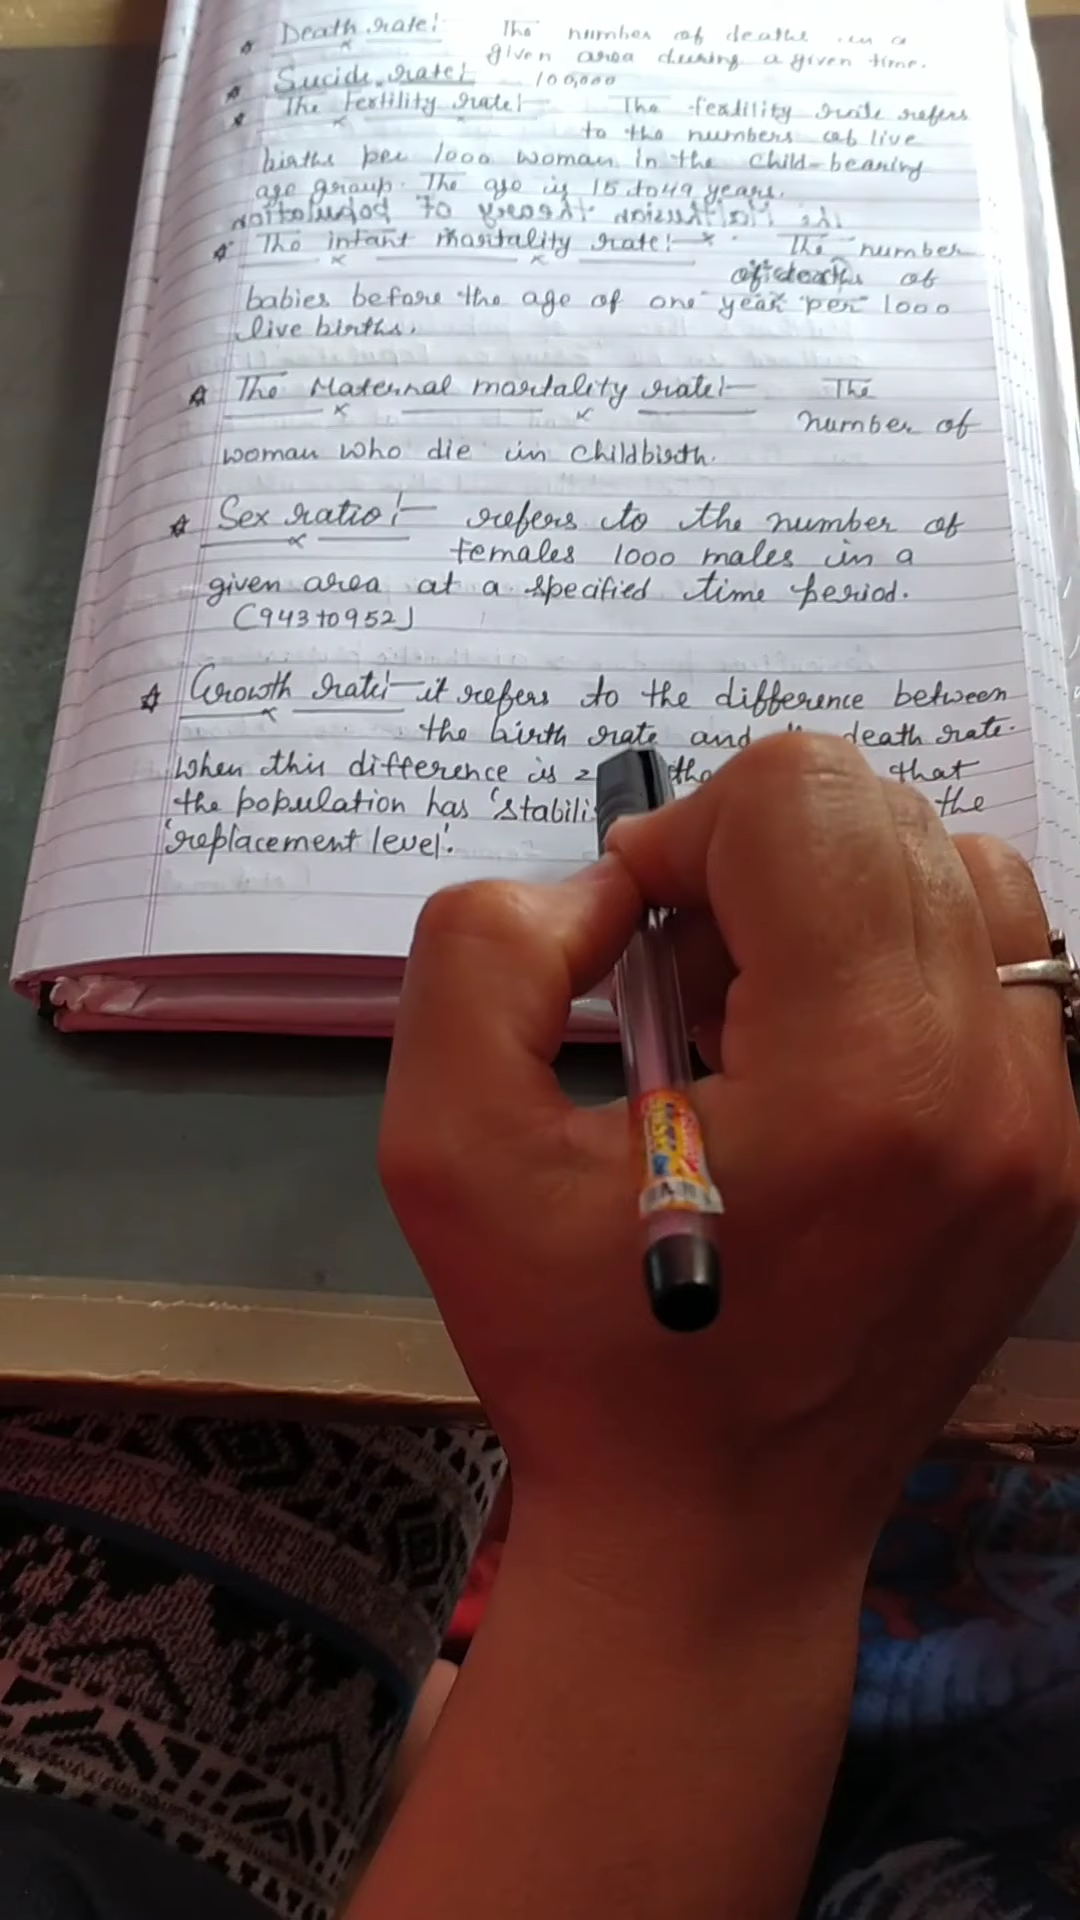 Death rate:
The number of deaths in a
given area during a given time.
Sucide rate! 100,000
The Fertility rate!— The fertility rate refers
to the numbers of live
births per 1000 woman in the child-bearing
age group. The age is 15 to 49 years.
The infant mortality rate:— The number
of deaths of
babies before the age of one year per 1000
live births.
The Maternal mortality rate!— The
number of
woman who die in childbirth.
Sex ratio!— refers to the number of
females 1000 males in a
given area at a specified time period.
(943 to 952)
Growth rate!— it refers to the difference between
the birth rate and death rate.
When this difference is that
the population has 'stabili the
'replacement level'.